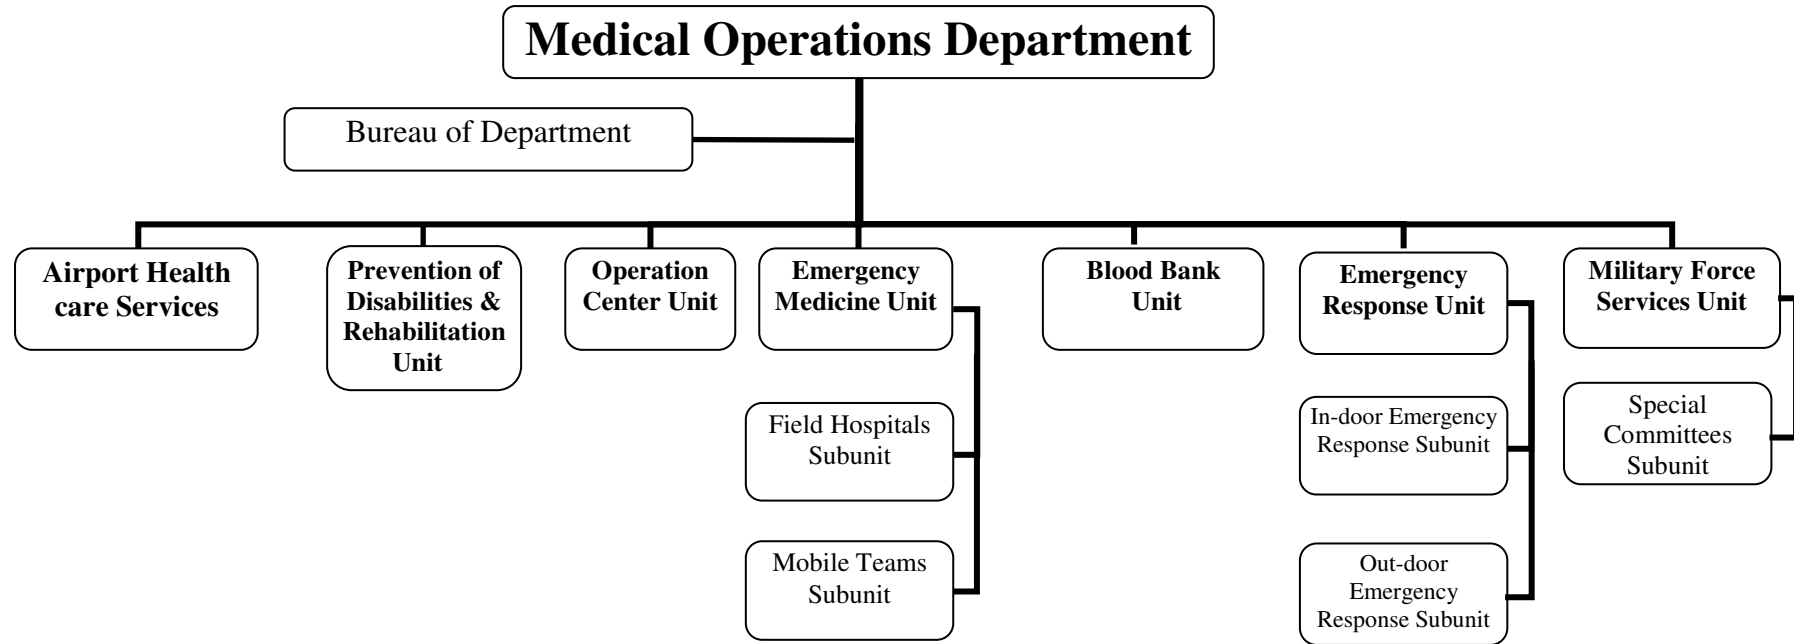 Medical Operations Department
Bureau of Department
Airport Health
care Services
Prevention of
Disabilities &
Rehabilitation
Unit
Operation
Center Unit
Emergency
Medicine Unit
Blood Bank
Unit
Emergency
Response Unit
Military Force
Services Unit
Field Hospitals
Subunit
Mobile Teams
Subunit
In-door Emergency
Response Subunit
Out-door
Emergency
Response Subunit
Special
Committees
Subunit